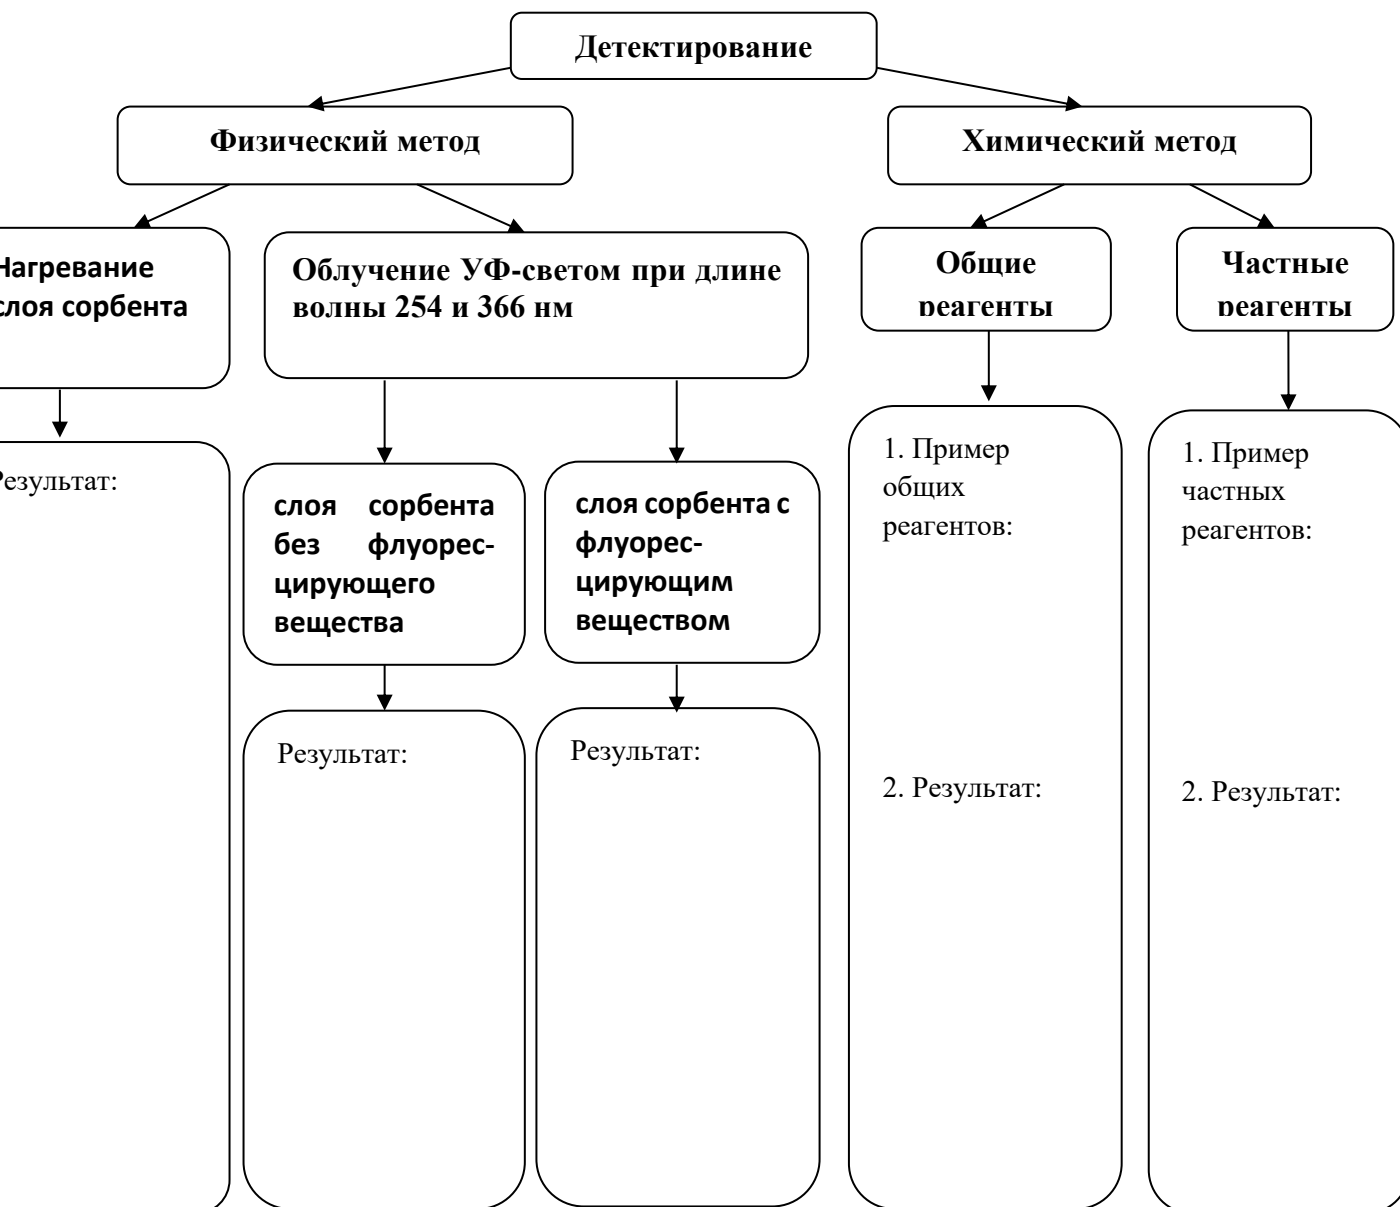 Детектирование
Физический метод
Химический метод
Нагревание
слоя сорбента
Облучение УФ-светом при длине
волны 254 и 366 нм
Общие
реагенты
Частные
реагенты
Результат:
слоя сорбента
без флуорес-
цирующего
вещества
слоя сорбента с
флуорес-
цирующим
веществом
Результат:
Результат:
1. Пример
общих
реагентов:
2. Результат:
1. Пример
частных
реагентов:
2. Результат: